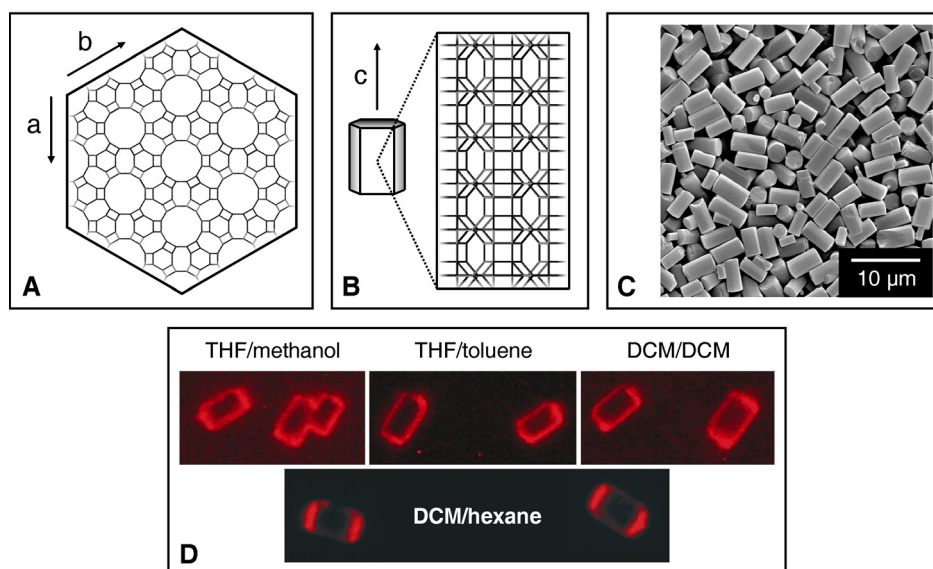 b
a
A
c
B
10 µm
C
THF/methanol
THF/toluene
DCM/DCM
DCM/hexane
D